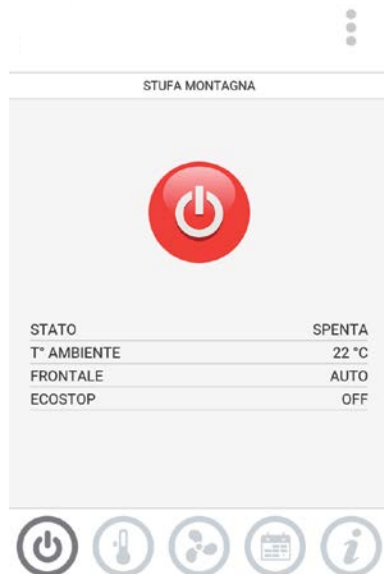 STUFA MONTAGNA
STATO SPENTA
T° AMBIENTE 22 °C
FRONTALE AUTO
ECOSTOP OFF
i